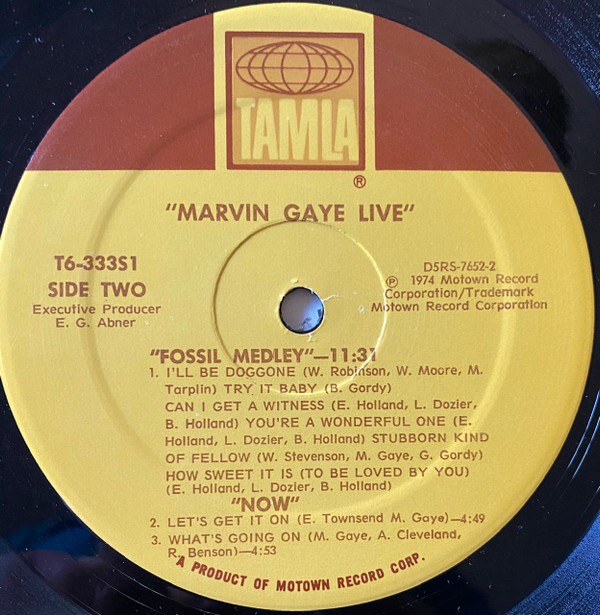 TAMLA
®
"MARVIN GAYE LIVE"
T6-333S1
SIDE TWO
Executive Producer
E. G. Abner
D5RS-7652-2
℗ 1974 Motown Record
Corporation/Trademark
Motown Record Corporation
"FOSSIL MEDLEY"—11:31
1. I'LL BE DOGGONE (W. Robinson, W. Moore, M.
Tarplin) TRY IT BABY (B. Gordy)
CAN I GET A WITNESS (E. Holland, L. Dozier,
B. Holland) YOU'RE A WONDERFUL ONE (E.
Holland, L. Dozier, B. Holland) STUBBORN KIND
OF FELLOW (W. Stevenson, M. Gaye, G. Gordy)
HOW SWEET IT IS (TO BE LOVED BY YOU)
(E. Holland, L. Dozier, B. Holland)
"NOW"
2. LET'S GET IT ON (E. Townsend M. Gaye)—4:49
3. WHAT'S GOING ON (M. Gaye, A. Cleveland,
R. Benson)—4:53
A PRODUCT OF MOTOWN RECORD CORP.